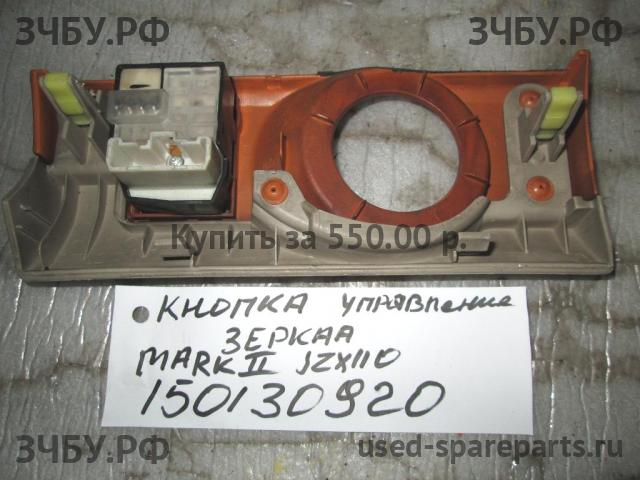 ЗЧБУ.РФ
ЗЧБУ.РФ
Купить за 550.00 р.
КНОПКА УПРАВЛЕНИЕ
ЗЕРКАЛ
MARK II JZX110
150130920
ЗЧБУ.РФ
used-spareparts.ru